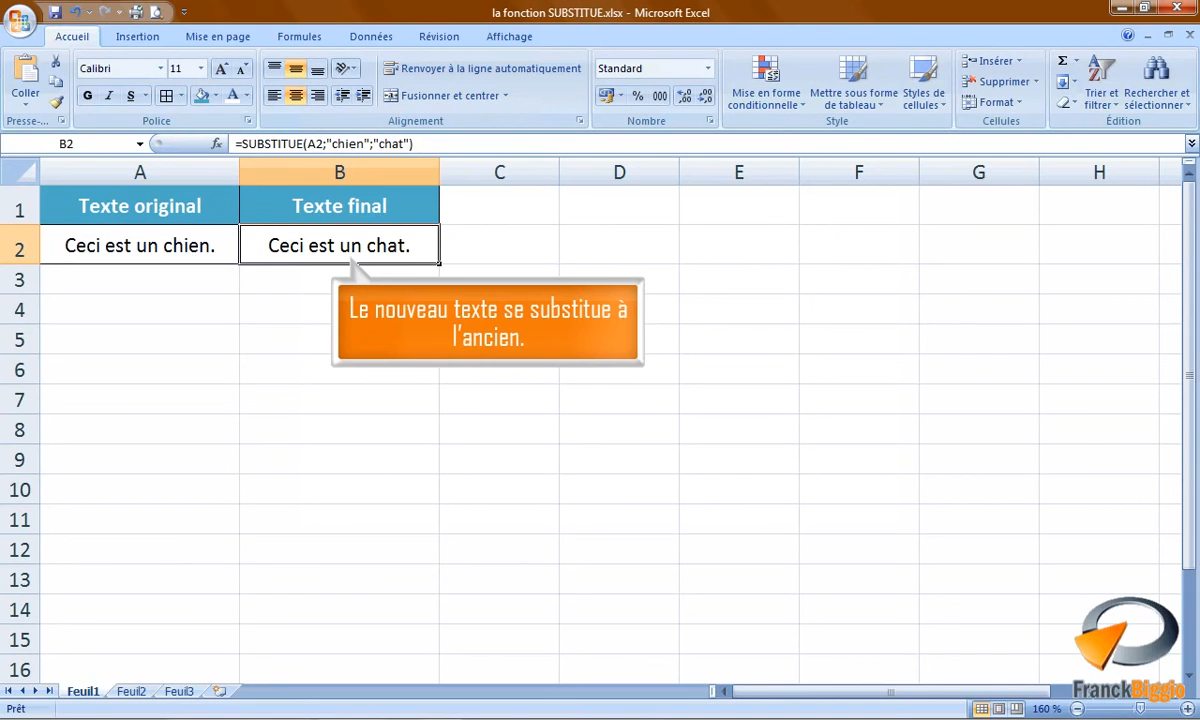 la fonction SUBSTITUE.xlsx - Microsoft Excel
Accueil Insertion Mise en page Formules Données Révision Affichage
Coller
Calibri 11
G I S
Renvoyer à la ligne automatiquement
Fusionner et centrer
Standard
% 000
Mise en forme conditionnelle
Mettre sous forme de tableau
Styles de cellules
Insérer
Supprimer
Format
Trier et filtrer
Rechercher et sélectionner
Presse-... Police Alignement Nombre Style Cellules Édition
B2 fx =SUBSTITUE(A2;"chien";"chat")
A B C D E F G H
1 Texte original Texte final
2 Ceci est un chien. Ceci est un chat.
3
4
5
6
7
8
9
10
11
12
13
14
15
16
Le nouveau texte se substitue à
l'ancien.
FranckBiggio
Feuil1 Feuil2 Feuil3
Prêt 160 %